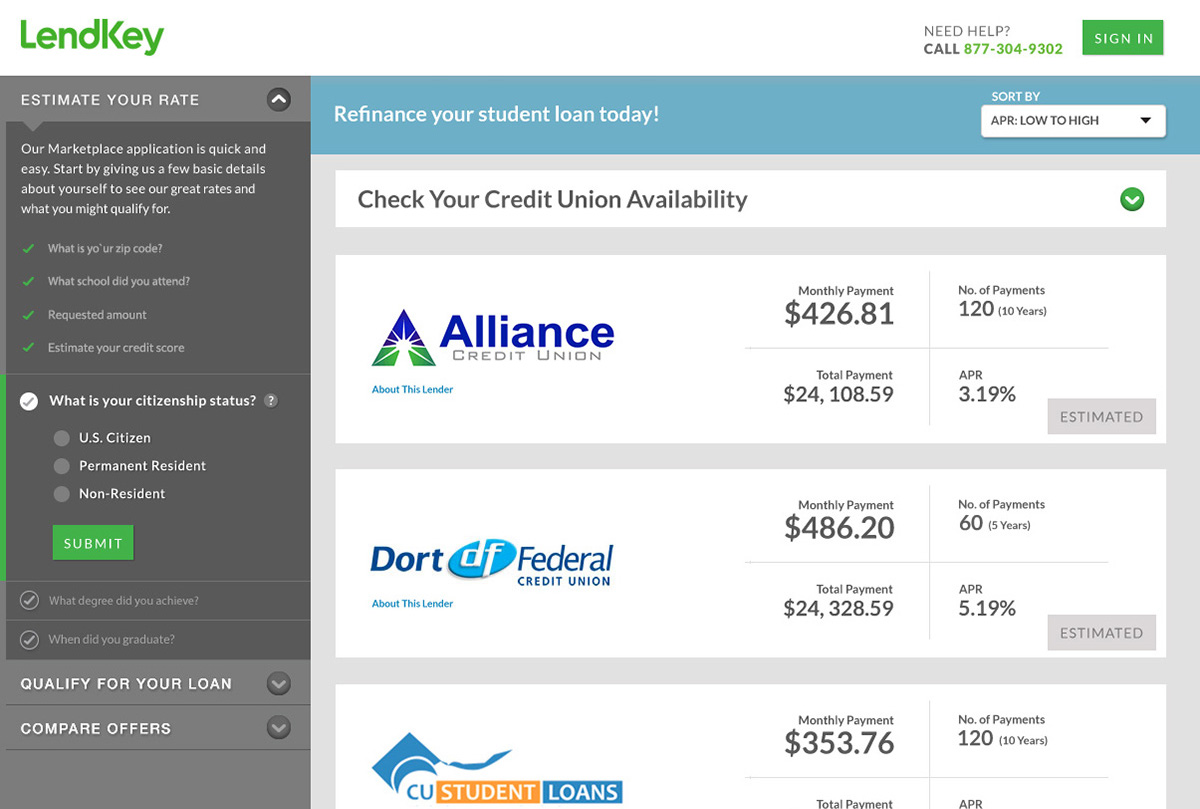 LendKey
NEED HELP?
CALL 877-304-9302
SIGN IN
ESTIMATE YOUR RATE
Our Marketplace application is quick and
easy. Start by giving us a few basic details
about yourself to see our great rates and
what you might qualify for.
What is yo`ur zip code?
What school did you attend?
Requested amount
Estimate your credit score
What is your citizenship status? ?
U.S. Citizen
Permanent Resident
Non-Resident
SUBMIT
What degree did you achieve?
When did you graduate?
QUALIFY FOR YOUR LOAN
COMPARE OFFERS
Refinance your student loan today!
SORT BY
APR: LOW TO HIGH
Check Your Credit Union Availability
Alliance
CREDIT UNION
About This Lender
Monthly Payment
$426.81
No. of Payments
120 (10 Years)
Total Payment
$24, 108.59
APR
3.19%
ESTIMATED
Dort df Federal
CREDIT UNION
About This Lender
Monthly Payment
$486.20
No. of Payments
60 (5 Years)
Total Payment
$24, 328.59
APR
5.19%
ESTIMATED
CU STUDENT LOANS
Monthly Payment
$353.76
No. of Payments
120 (10 Years)
Total Payment
APR